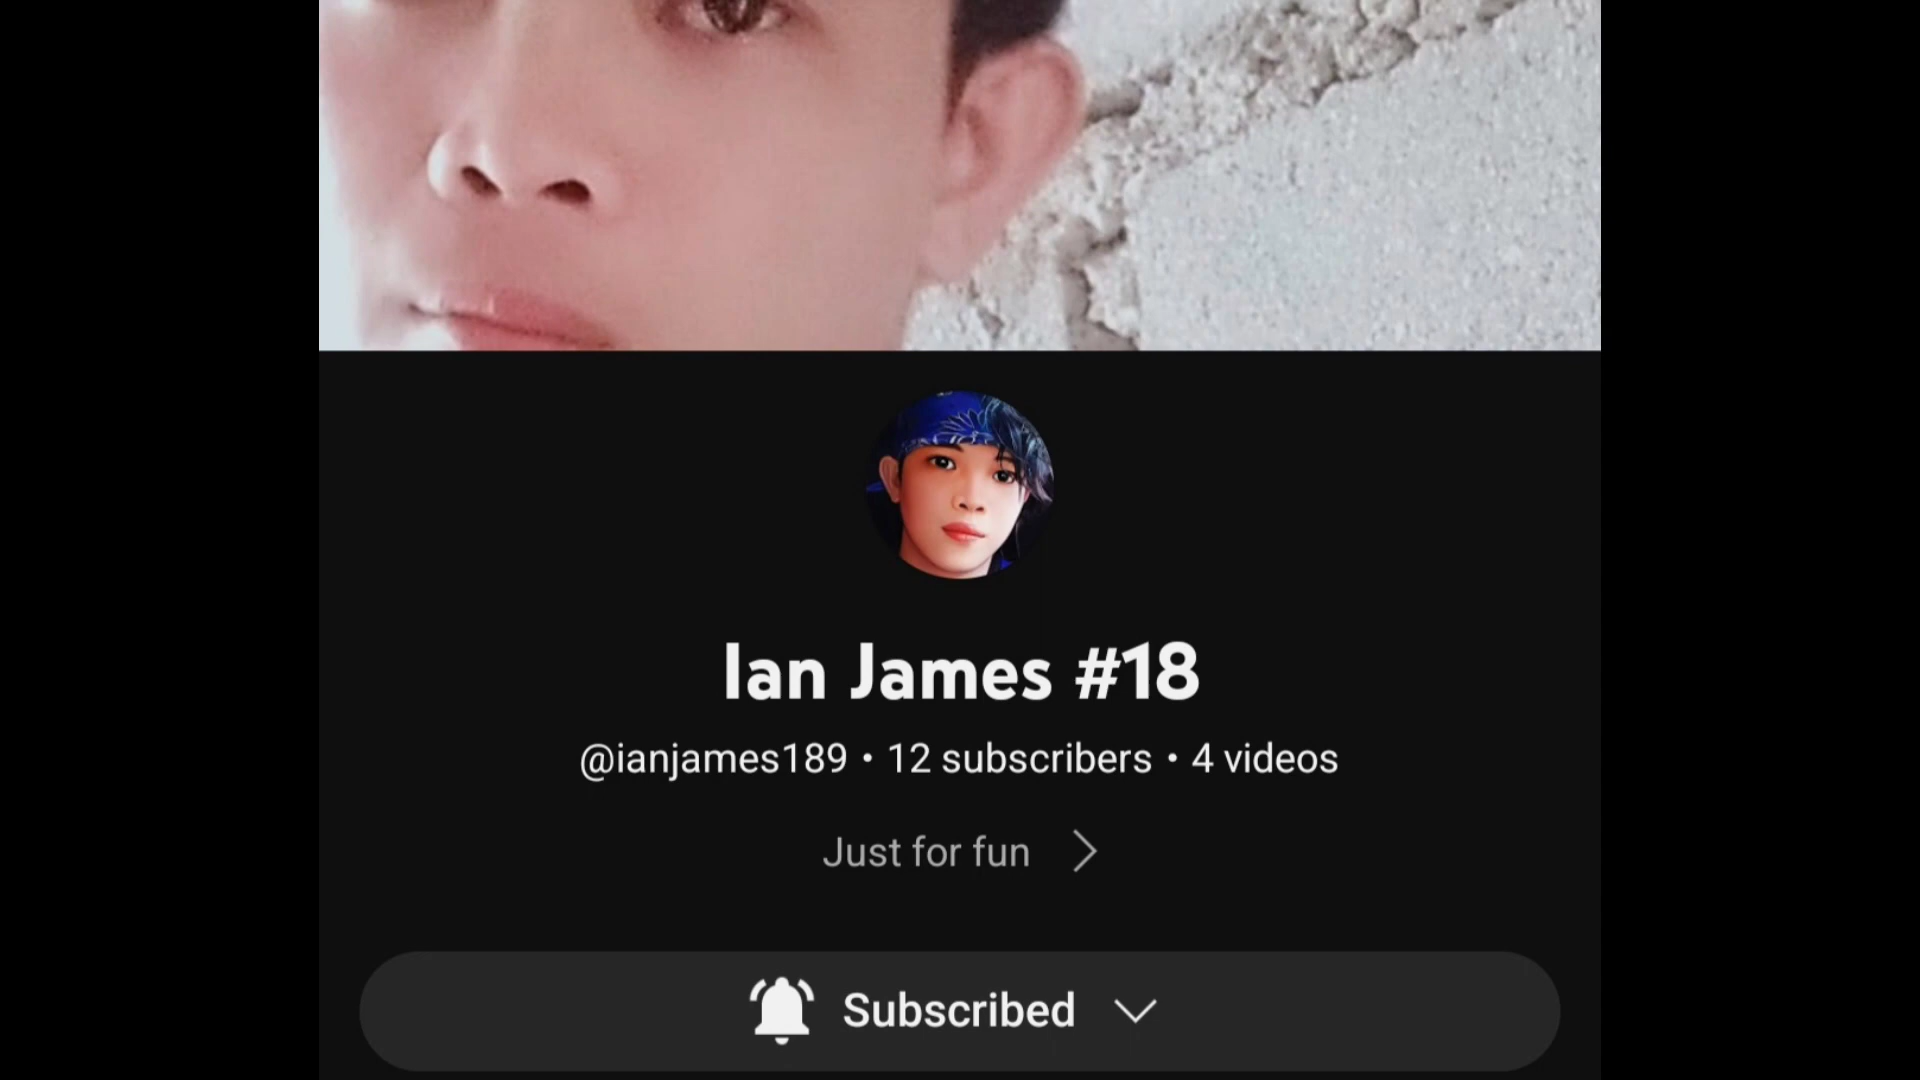 Ian James #18
@ianjames189 • 12 subscribers • 4 videos
Just for fun
Subscribed